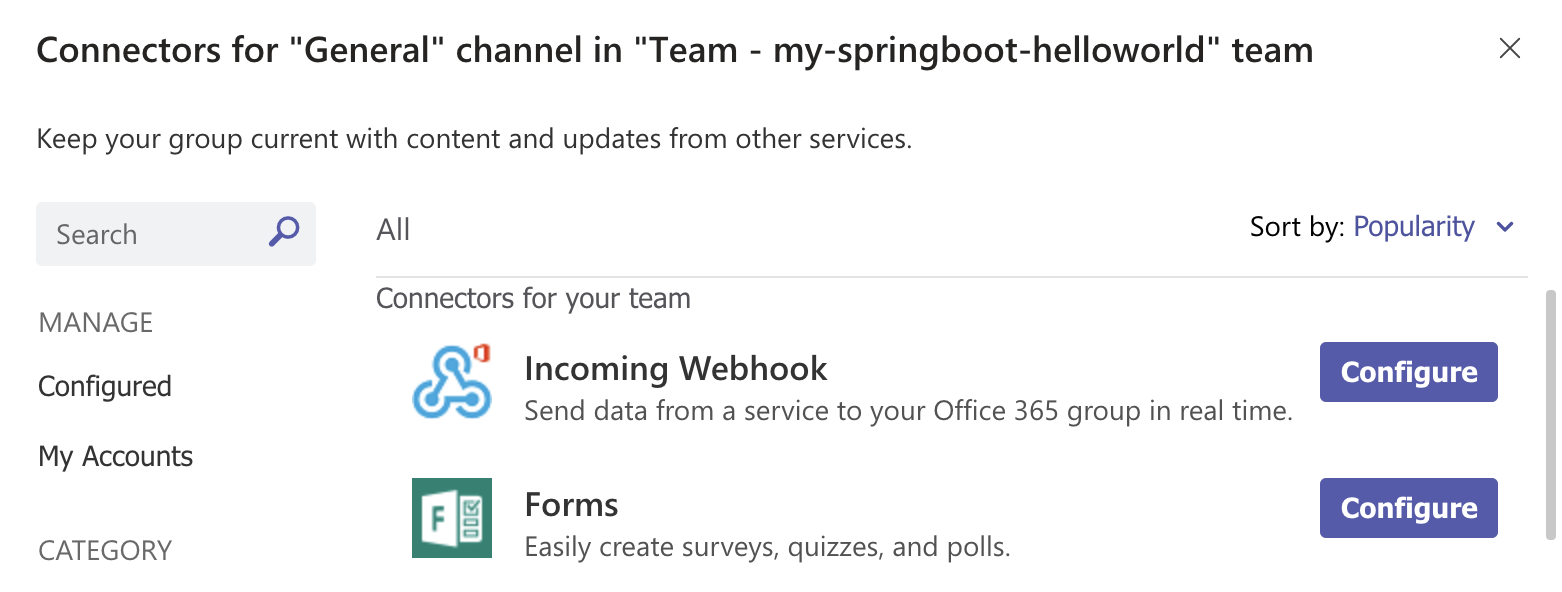 Connectors for "General" channel in "Team - my-springboot-helloworld" team
Keep your group current with content and updates from other services.
Search
All
Sort by: Popularity
MANAGE
Configured
My Accounts
CATEGORY
Connectors for your team
Incoming Webhook
Send data from a service to your Office 365 group in real time.
Configure
F
Forms
Easily create surveys, quizzes, and polls.
Configure